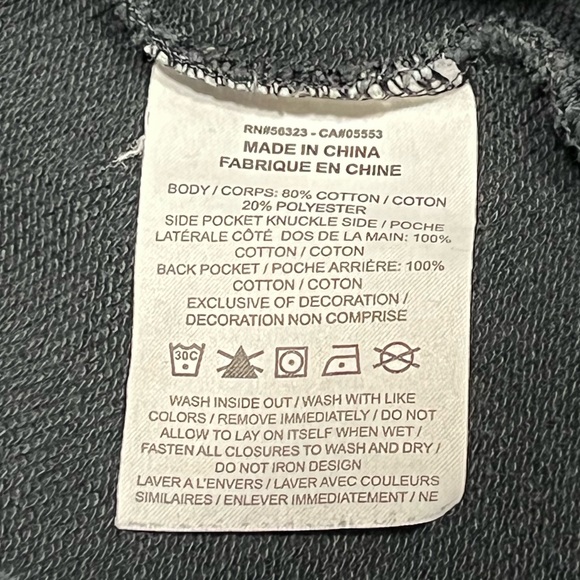 RN#56323 - CA#05553
MADE IN CHINA
FABRIQUE EN CHINE
BODY / CORPS: 80% COTTON / COTON
20% POLYESTER
SIDE POCKET KNUCKLE SIDE / POCHE
LATÉRALE CÔTÉ DOS DE LA MAIN: 100%
COTTON / COTON
BACK POCKET / POCHE ARRIÈRE: 100%
COTTON / COTON
EXCLUSIVE OF DECORATION /
DECORATION NON COMPRISE
30C
WASH INSIDE OUT / WASH WITH LIKE
COLORS / REMOVE IMMEDIATELY / DO NOT
ALLOW TO LAY ON ITSELF WHEN WET /
FASTEN ALL CLOSURES TO WASH AND DRY /
DO NOT IRON DESIGN
LAVER A L'ENVERS / LAVER AVEC COULEURS
SIMILAIRES / ENLEVER IMMEDIATEMENT / NE